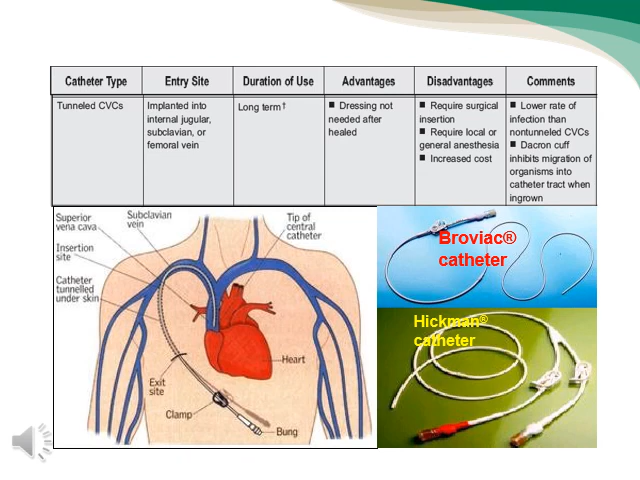 Catheter Type
Entry Site
Duration of Use
Advantages
Disadvantages
Comments
Tunneled CVCs
Implanted into
internal jugular,
subclavian, or
femoral vein
Long term†
■ Dressing not
needed after
healed
■ Require surgical
insertion
■ Require local or
general anesthesia
■ Increased cost
■ Lower rate of
infection than
nontunneled CVCs
■ Dacron cuff
inhibits migration of
organisms into
catheter tract when
ingrown
Superior
vena cava
Subclavian
vein
Tip of
central
catheter
Insertion
site
Catheter
tunnelled
under skin
Heart
Exit
site
Clamp
Bung
Broviac®
catheter
Hickman®
catheter